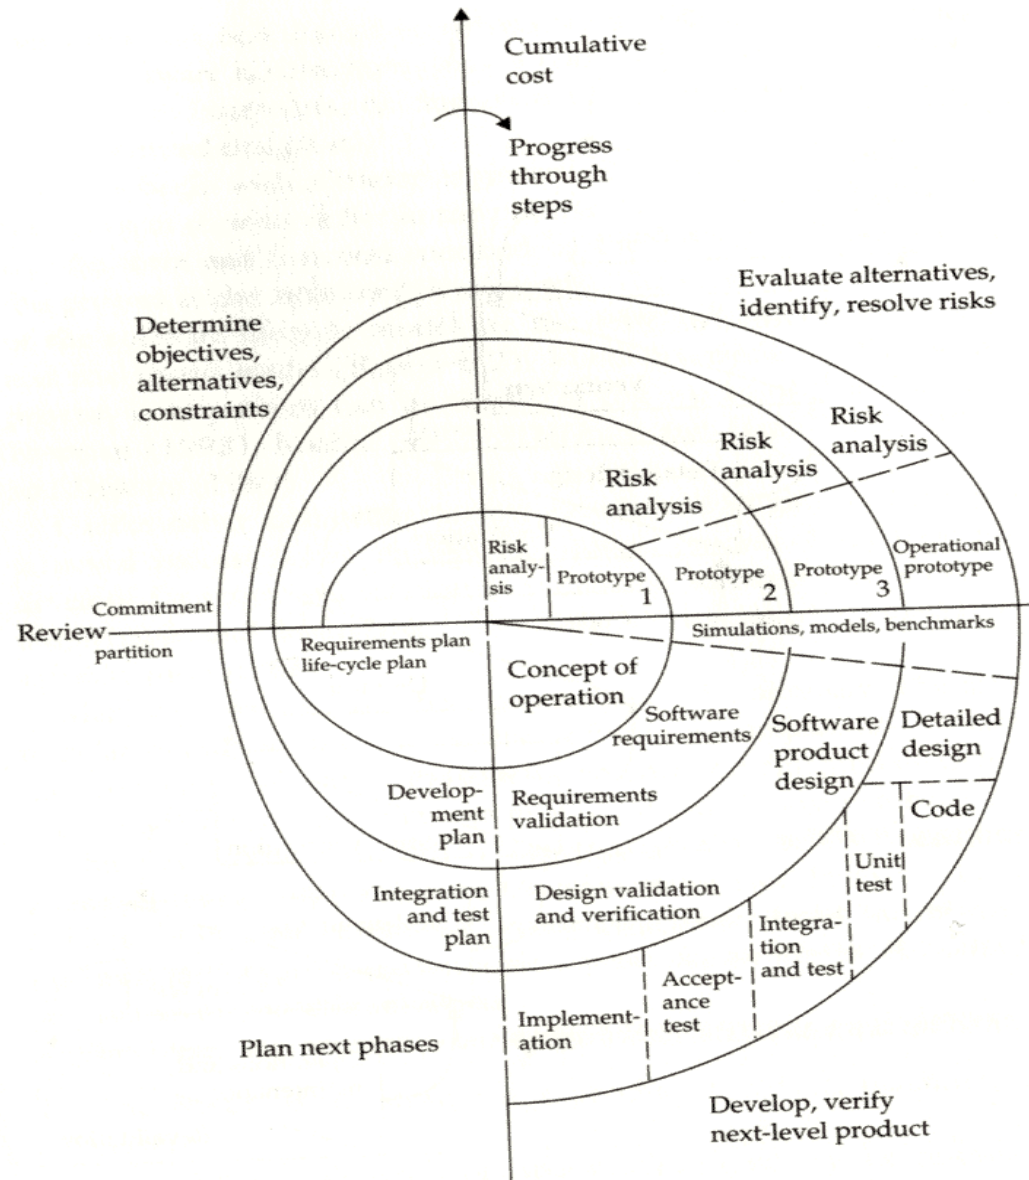 Cumulative
cost
Progress
through
steps
Evaluate alternatives,
identify, resolve risks
Determine
objectives,
alternatives,
constraints
Risk
analysis
Risk
analysis
Risk
analysis
Risk
analy-
sis
Prototype
1
Prototype
2
Prototype
3
Operational
prototype
Commitment
Review
partition
Requirements plan
life-cycle plan
Simulations, models, benchmarks
Concept of
operation
Software
requirements
Software
product
design
Detailed
design
Develop-
ment
plan
Requirements
validation
Code
Unit
test
Integration
and test
plan
Design validation
and verification
Integra-
tion
and test
Accept-
ance
test
Implement-
ation
Plan next phases
Develop, verify
next-level product